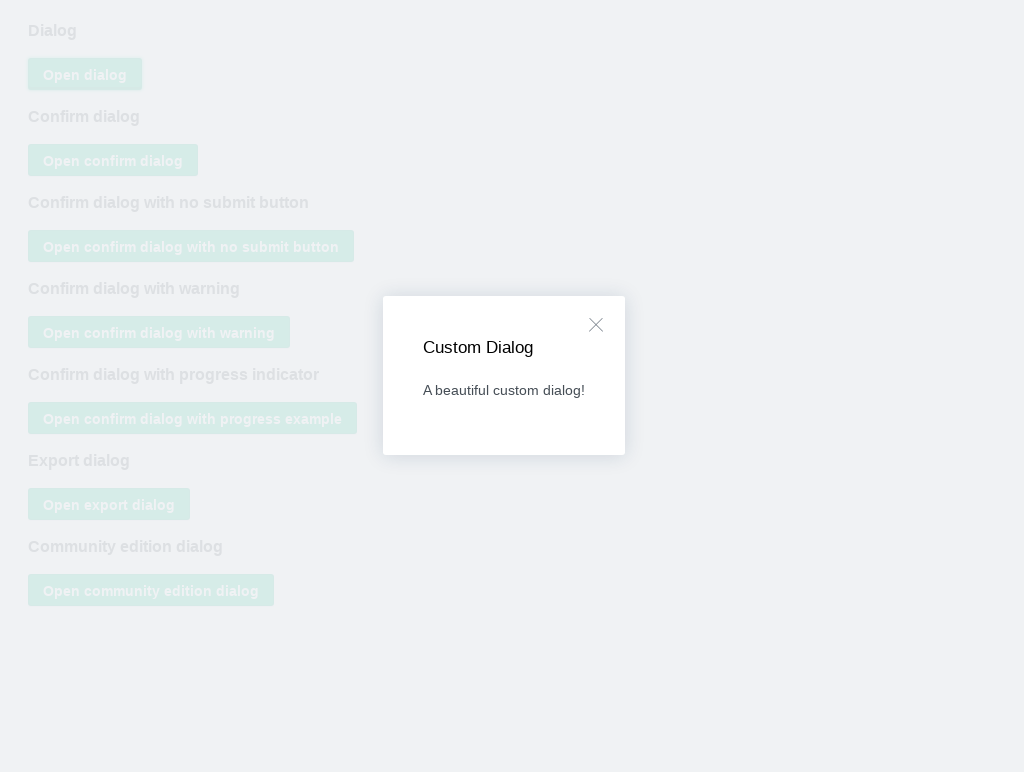 Dialog
Open dialog
Confirm dialog
Open confirm dialog
Confirm dialog with no submit button
Open confirm dialog with no submit button
Confirm dialog with warning
Open confirm dialog with warning
Confirm dialog with progress indicator
Open confirm dialog with progress example
Export dialog
Open export dialog
Community edition dialog
Open community edition dialog
Custom Dialog
A beautiful custom dialog!